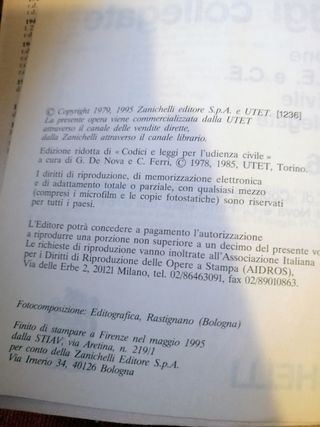 © Copyright 1979, 1995 Zanichelli editore S.p.A. e UTET. [1236]
La presente opera viene commercializzata dalla UTET
attraverso il canale delle vendite dirette,
dalla Zanichelli attraverso il canale librario.
Edizione ridotta di «Codici e leggi per l'udienza civile»
a cura di G. De Nova e C. Ferri, © 1978, 1985, UTET, Torino.
I diritti di riproduzione, di memorizzazione elettronica
e di adattamento totale o parziale, con qualsiasi mezzo
(compresi i microfilm e le copie fotostatiche) sono riservati
per tutti i paesi.
L'Editore potrà concedere a pagamento l'autorizzazione
a riprodurre una porzione non superiore a un decimo del presente vo
Le richieste di riproduzione vanno inoltrate all'Associazione Italiana
per i Diritti di Riproduzione delle Opere a Stampa (AIDROS),
Via delle Erbe 2, 20121 Milano, tel. 02/86463091, fax 02/89010863.
Fotocomposizione: Editografica, Rastignano (Bologna)
Finito di stampare a Firenze nel maggio 1995
dalla STIAV, via Aretina, n. 219/1
per conto della Zanichelli Editore S.p.A.
Via Irnerio 34, 40126 Bologna